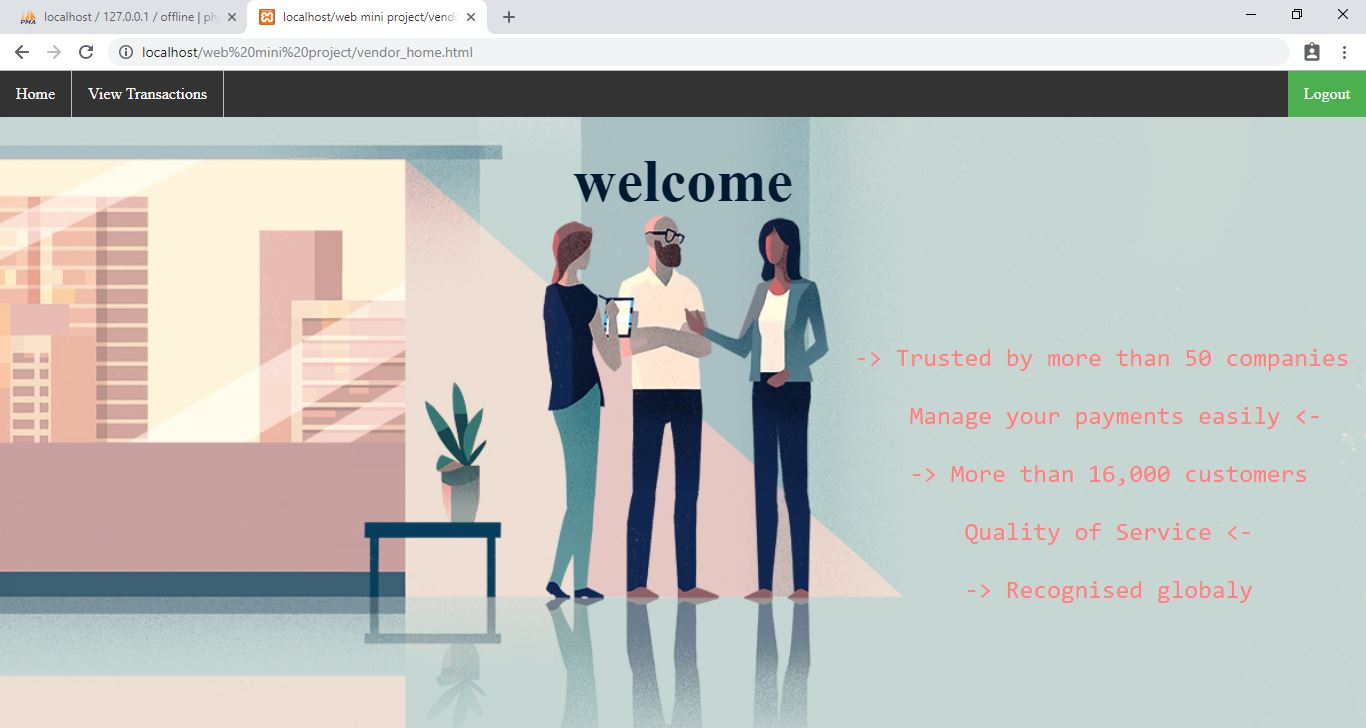 PMA localhost / 127.0.0.1 / offline | ph
localhost/web mini project/vend
localhost/web%20mini%20project/vendor_home.html
Home View Transactions Logout
welcome
-> Trusted by more than 50 companies
Manage your payments easily <-
-> More than 16,000 customers
Quality of Service <-
-> Recognised globaly